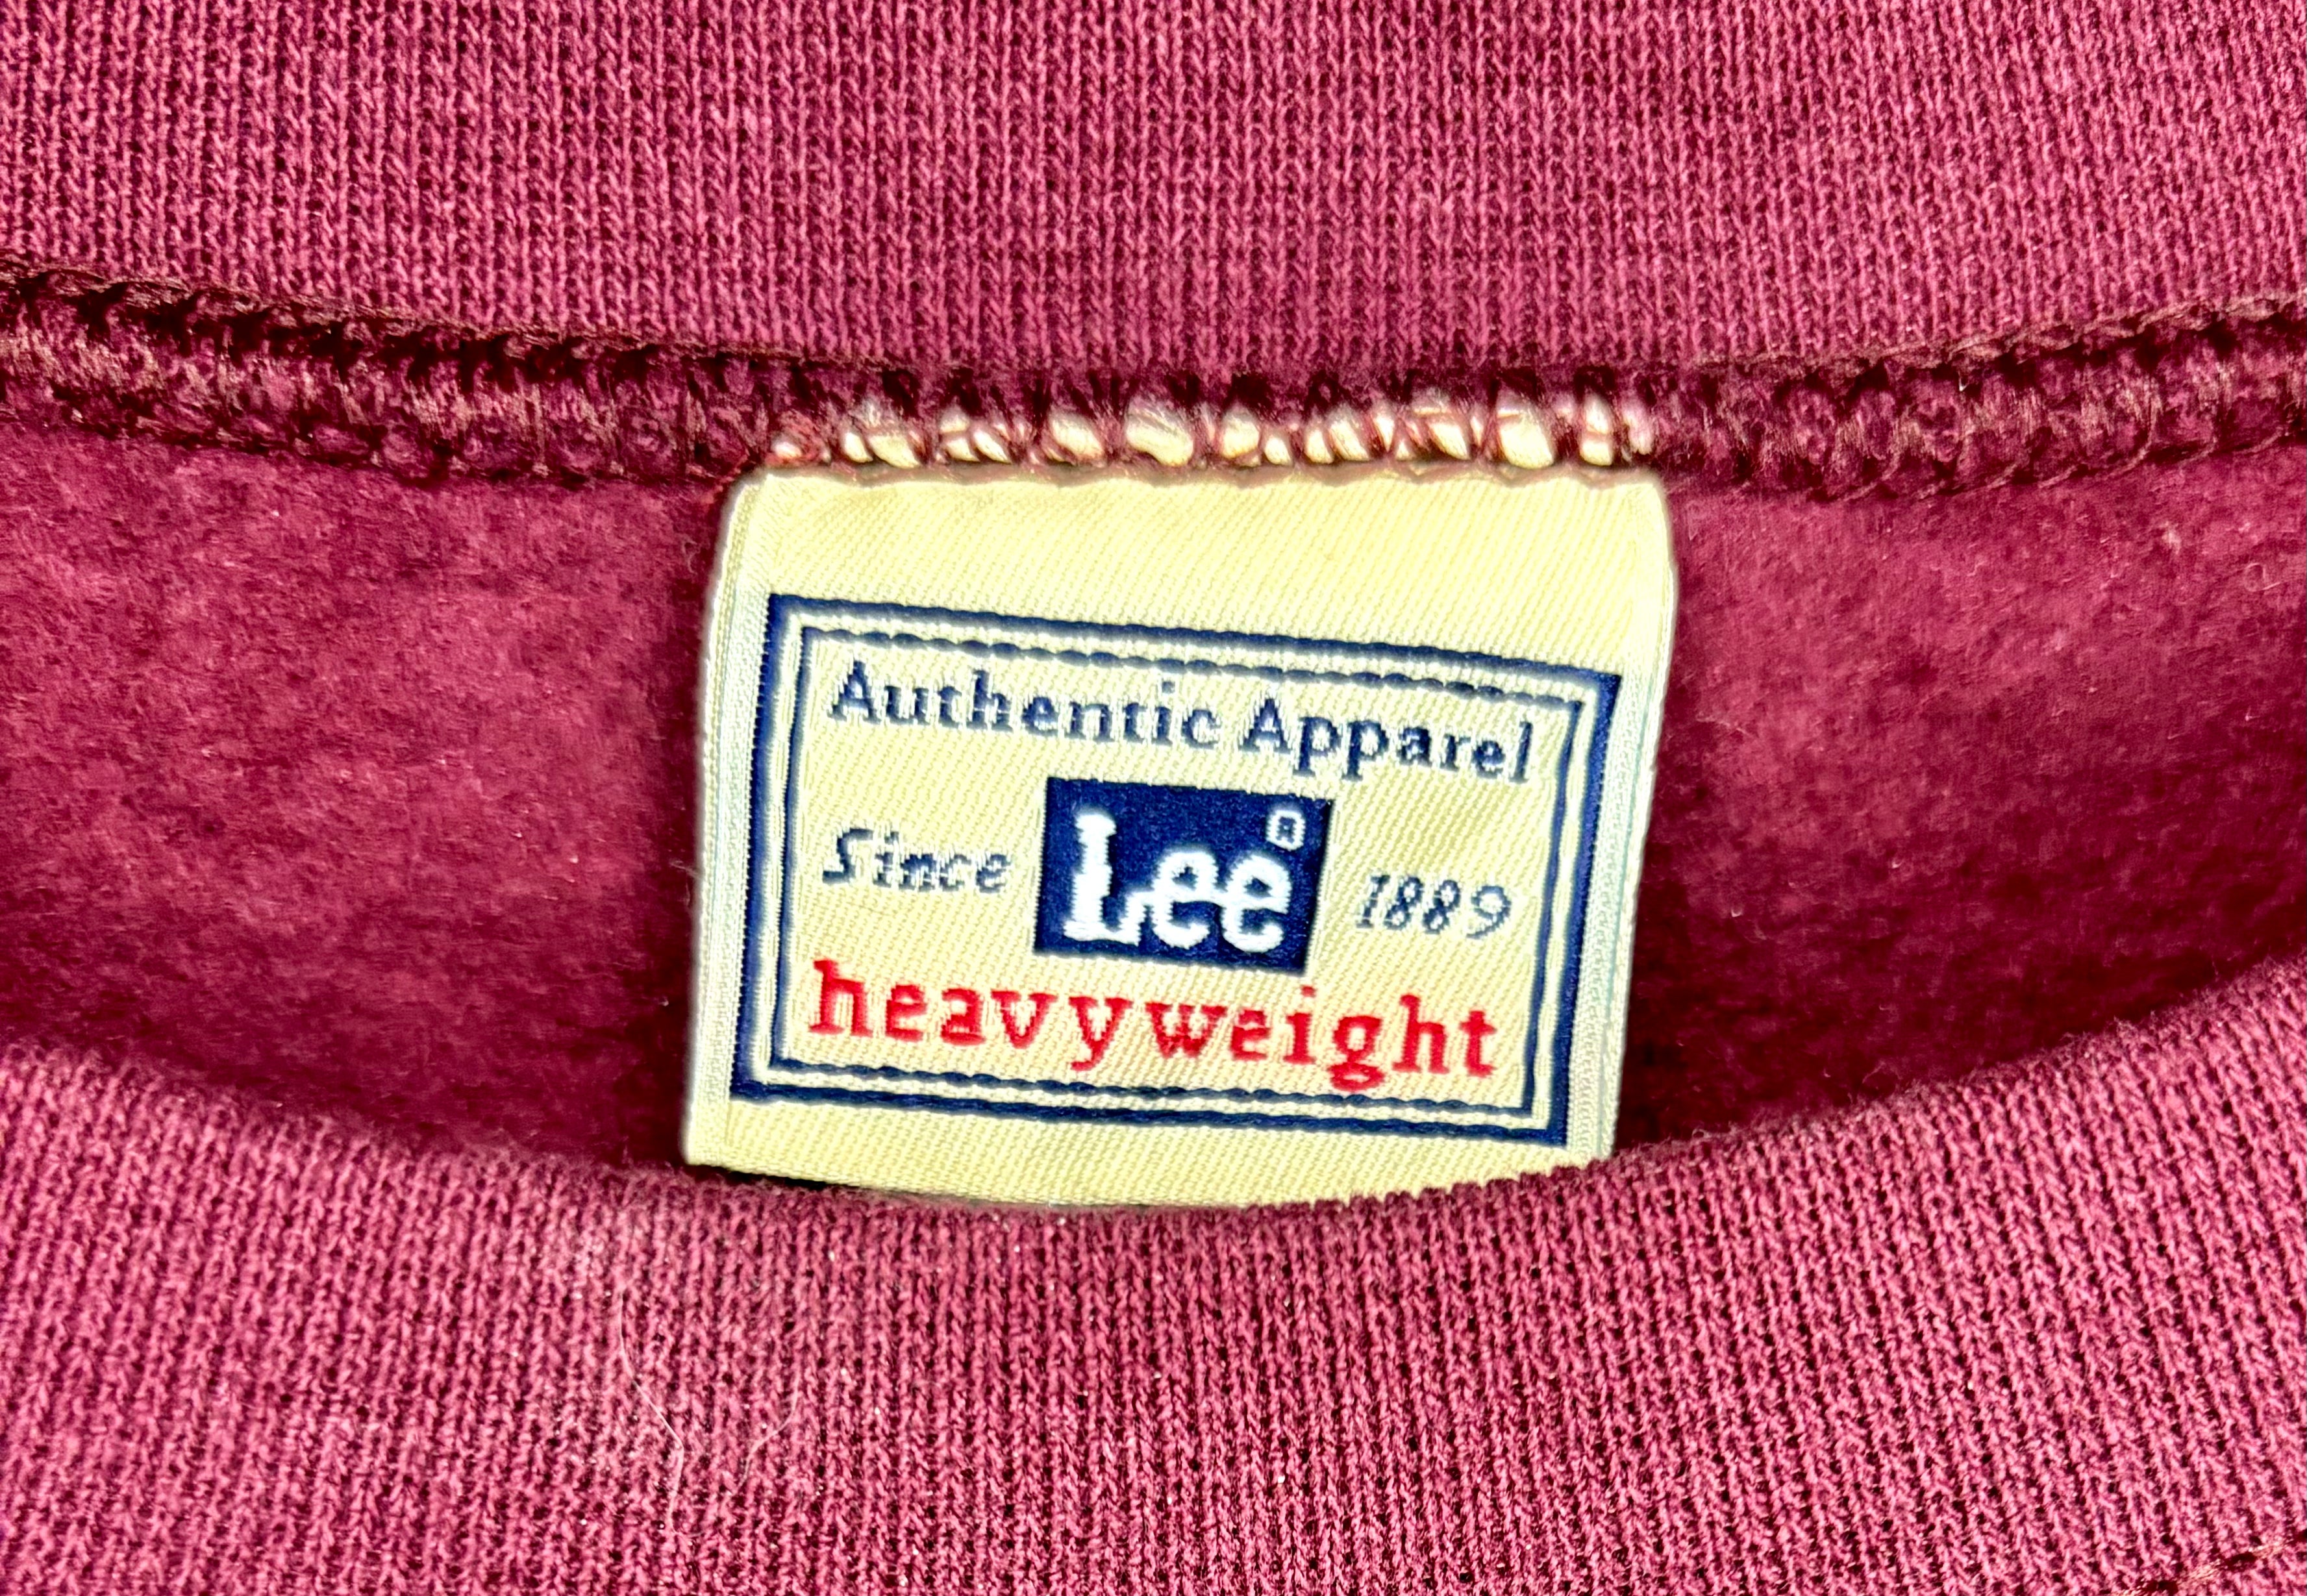 Authentic Apparel
Since Lee® 1889
heavyweight